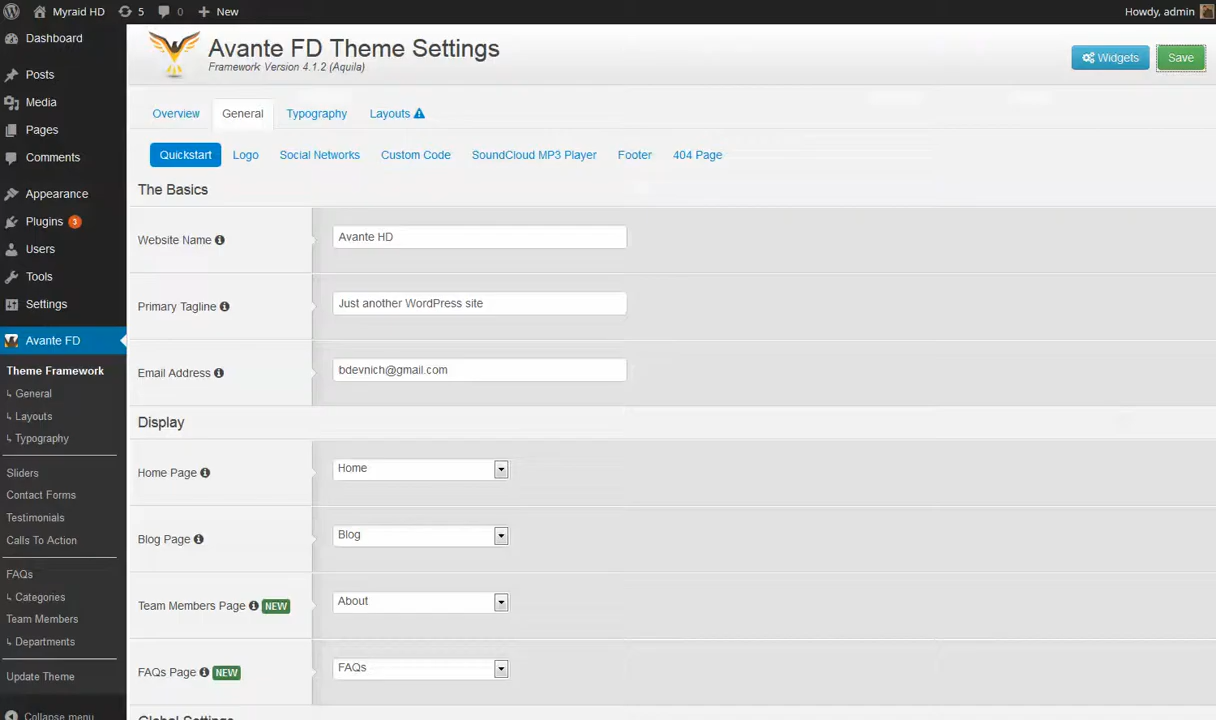 Myraid HD 5 0 New Howdy, admin
Dashboard
Posts
Media
Pages
Comments
Appearance
Plugins 3
Users
Tools
Settings
Avante FD
Theme Framework
↳ General
↳ Layouts
↳ Typography
Sliders
Contact Forms
Testimonials
Calls To Action
FAQs
↳ Categories
Team Members
↳ Departments
Update Theme
Collapse menu
Avante FD Theme Settings
Framework Version 4.1.2 (Aquila)
Widgets Save
Overview General Typography Layouts
Quickstart Logo Social Networks Custom Code SoundCloud MP3 Player Footer 404 Page
The Basics
Website Name Avante HD
Primary Tagline Just another WordPress site
Email Address bdevnich@gmail.com
Display
Home Page Home
Blog Page Blog
Team Members Page NEW About
FAQs Page NEW FAQs
Global Settings